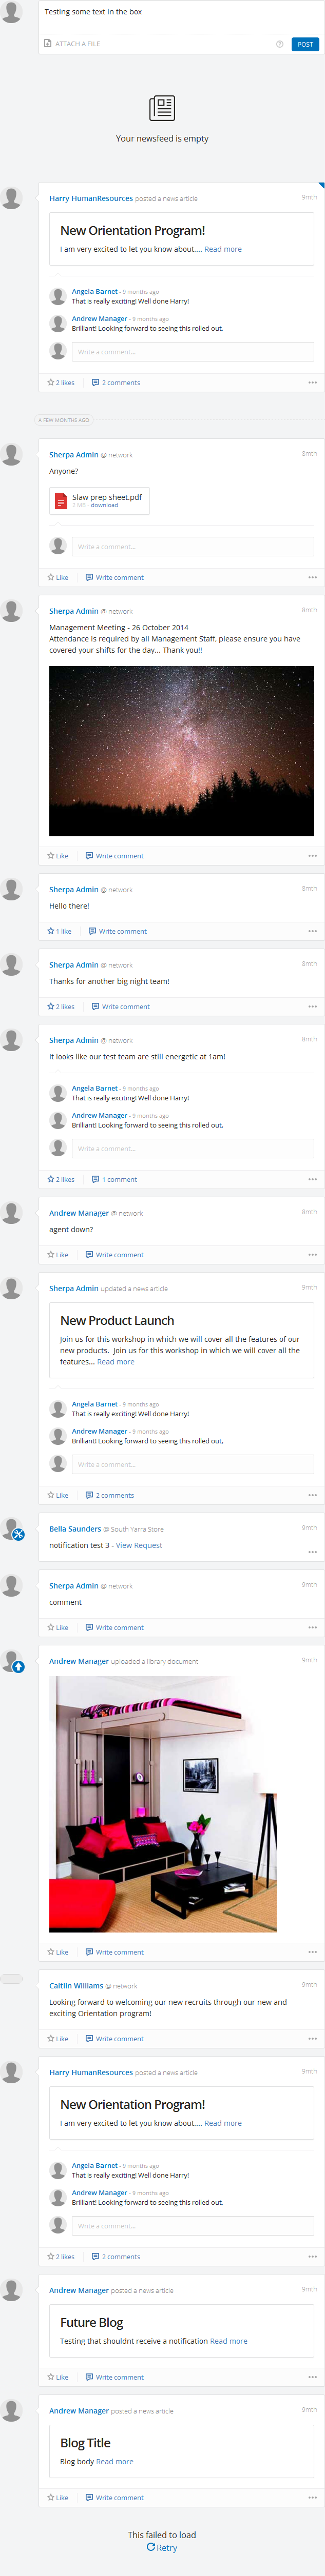 Testing some text in the box
ATTACH A FILE
POST
Your newsfeed is empty
Harry HumanResources posted a news article
9mth
New Orientation Program!
I am very excited to let you know about.... Read more
Angela Barnet - 9 months ago
That is really exciting! Well done Harry!
Andrew Manager - 9 months ago
Brilliant! Looking forward to seeing this rolled out.
Write a comment...
2 likes
2 comments
A FEW MONTHS AGO
Sherpa Admin @ network
8mth
Anyone?
Slaw prep sheet.pdf
2 MB - download
Write a comment...
Like
Write comment
Sherpa Admin @ network
8mth
Management Meeting - 26 October 2014
Attendance is required by all Management Staff, please ensure you have
covered your shifts for the day... Thank you!!
Like
Write comment
Sherpa Admin @ network
8mth
Hello there!
1 like
Write comment
Sherpa Admin @ network
8mth
Thanks for another big night team!
2 likes
Write comment
Sherpa Admin @ network
8mth
It looks like our test team are still energetic at 1am!
Angela Barnet - 9 months ago
That is really exciting! Well done Harry!
Andrew Manager - 9 months ago
Brilliant! Looking forward to seeing this rolled out.
Write a comment...
2 likes
1 comment
Andrew Manager @ network
8mth
agent down?
Like
Write comment
Sherpa Admin updated a news article
9mth
New Product Launch
Join us for this workshop in which we will cover all the features of our
new products. Join us for this workshop in which we will cover all the
features... Read more
Angela Barnet - 9 months ago
That is really exciting! Well done Harry!
Andrew Manager - 9 months ago
Brilliant! Looking forward to seeing this rolled out.
Write a comment...
Like
2 comments
Bella Saunders @ South Yarra Store
9mth
notification test 3 - View Request
Sherpa Admin @ network
9mth
comment
Like
Write comment
Andrew Manager uploaded a library document
9mth
Like
Write comment
Caitlin Williams @ network
9mth
Looking forward to welcoming our new recruits through our new and
exciting Orientation program!
Like
Write comment
Harry HumanResources posted a news article
9mth
New Orientation Program!
I am very excited to let you know about.... Read more
Angela Barnet - 9 months ago
That is really exciting! Well done Harry!
Andrew Manager - 9 months ago
Brilliant! Looking forward to seeing this rolled out.
Write a comment...
2 likes
2 comments
Andrew Manager posted a news article
9mth
Future Blog
Testing that shouldnt receive a notification Read more
Like
Write comment
Andrew Manager posted a news article
9mth
Blog Title
Blog body Read more
Like
Write comment
This failed to load
Retry